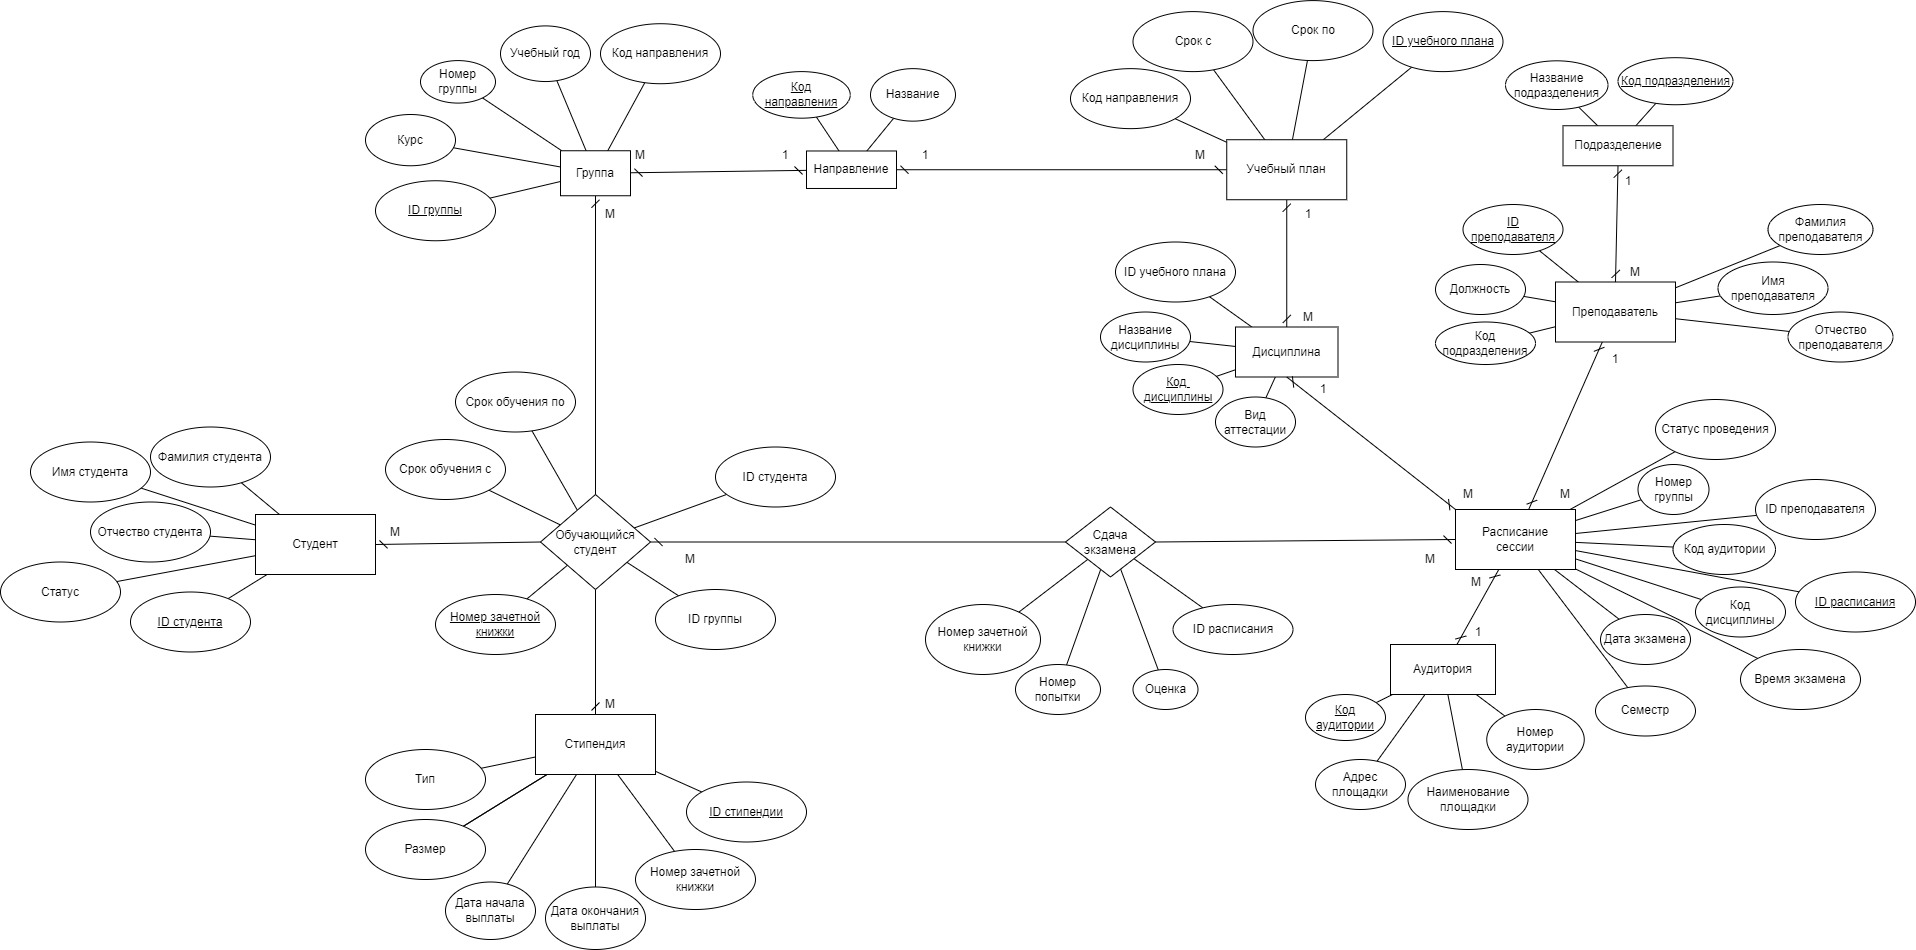 Номер
группы
Учебный год
Код направления
Курс
ID группы
Группа
М
М
1
Код
направления
Название
Направление
1
М
Срок с
Срок по
ID учебного плана
Код направления
Учебный план
1
Название
подразделения
Код подразделения
Подразделение
1
ID
преподавателя
Фамилия
преподавателя
Должность
Имя
преподавателя
Код
подразделения
Отчество
преподавателя
М
Преподаватель
1
ID учебного плана
Название
дисциплины
Код
дисциплины
Вид
аттестации
М
Дисциплина
1
Срок обучения по
Срок обучения с
ID студента
Обучающийся
студент
Номер зачетной
книжки
ID группы
М
Имя студента
Фамилия студента
Отчество студента
Статус
ID студента
Студент
М
Сдача
экзамена
Номер зачетной
книжки
Номер
попытки
Оценка
ID расписания
М
М
М
М
Расписание
сессии
Статус проведения
Номер
группы
ID преподавателя
Код аудитории
ID расписания
Код
дисциплины
Дата экзамена
Время экзамена
Семестр
1
Аудитория
Код
аудитории
Адрес
площадки
Наименование
площадки
Номер
аудитории
М
Стипендия
Тип
Размер
Дата начала
выплаты
Дата окончания
выплаты
Номер зачетной
книжки
ID стипендии